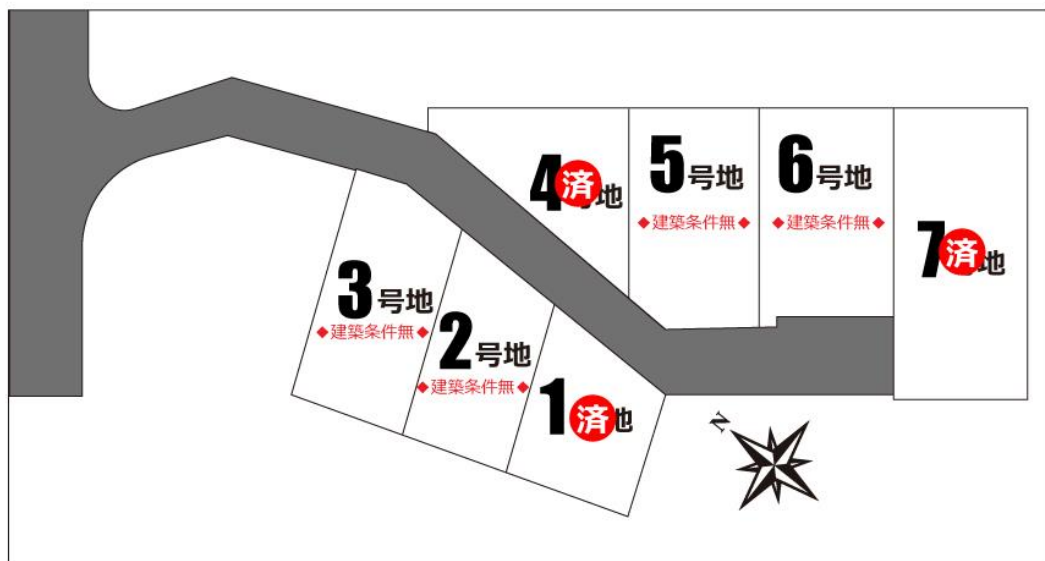 4 済 地
5号地
◆建築条件無◆
6号地
◆建築条件無◆
7 済 地
3号地
◆建築条件無◆
2号地
◆建築条件無◆
1 済 地
N